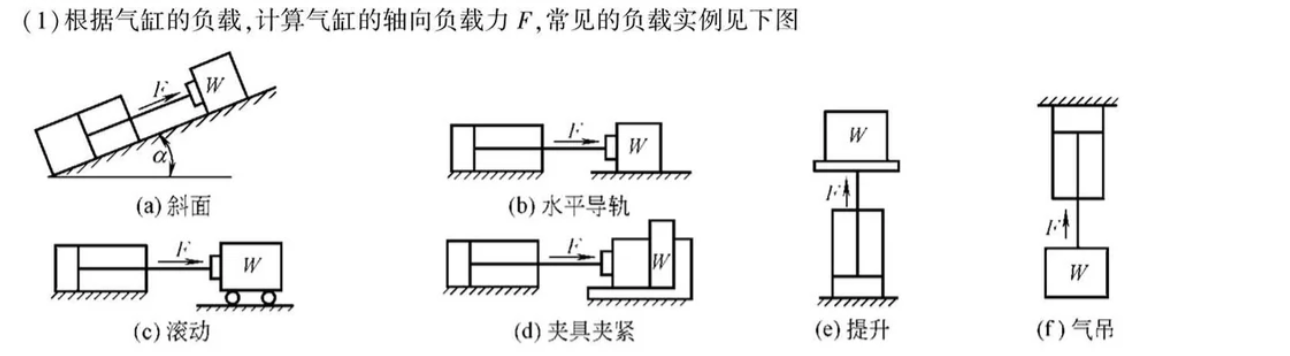 (1)根据气缸的负载,计算气缸的轴向负载力 F,常见的负载实例见下图
F W
α
(a)斜面
F W
(b)水平导轨
W
F
(e)提升
F
W
(f)气吊
F W
(c)滚动
F W
(d)夹具夹紧